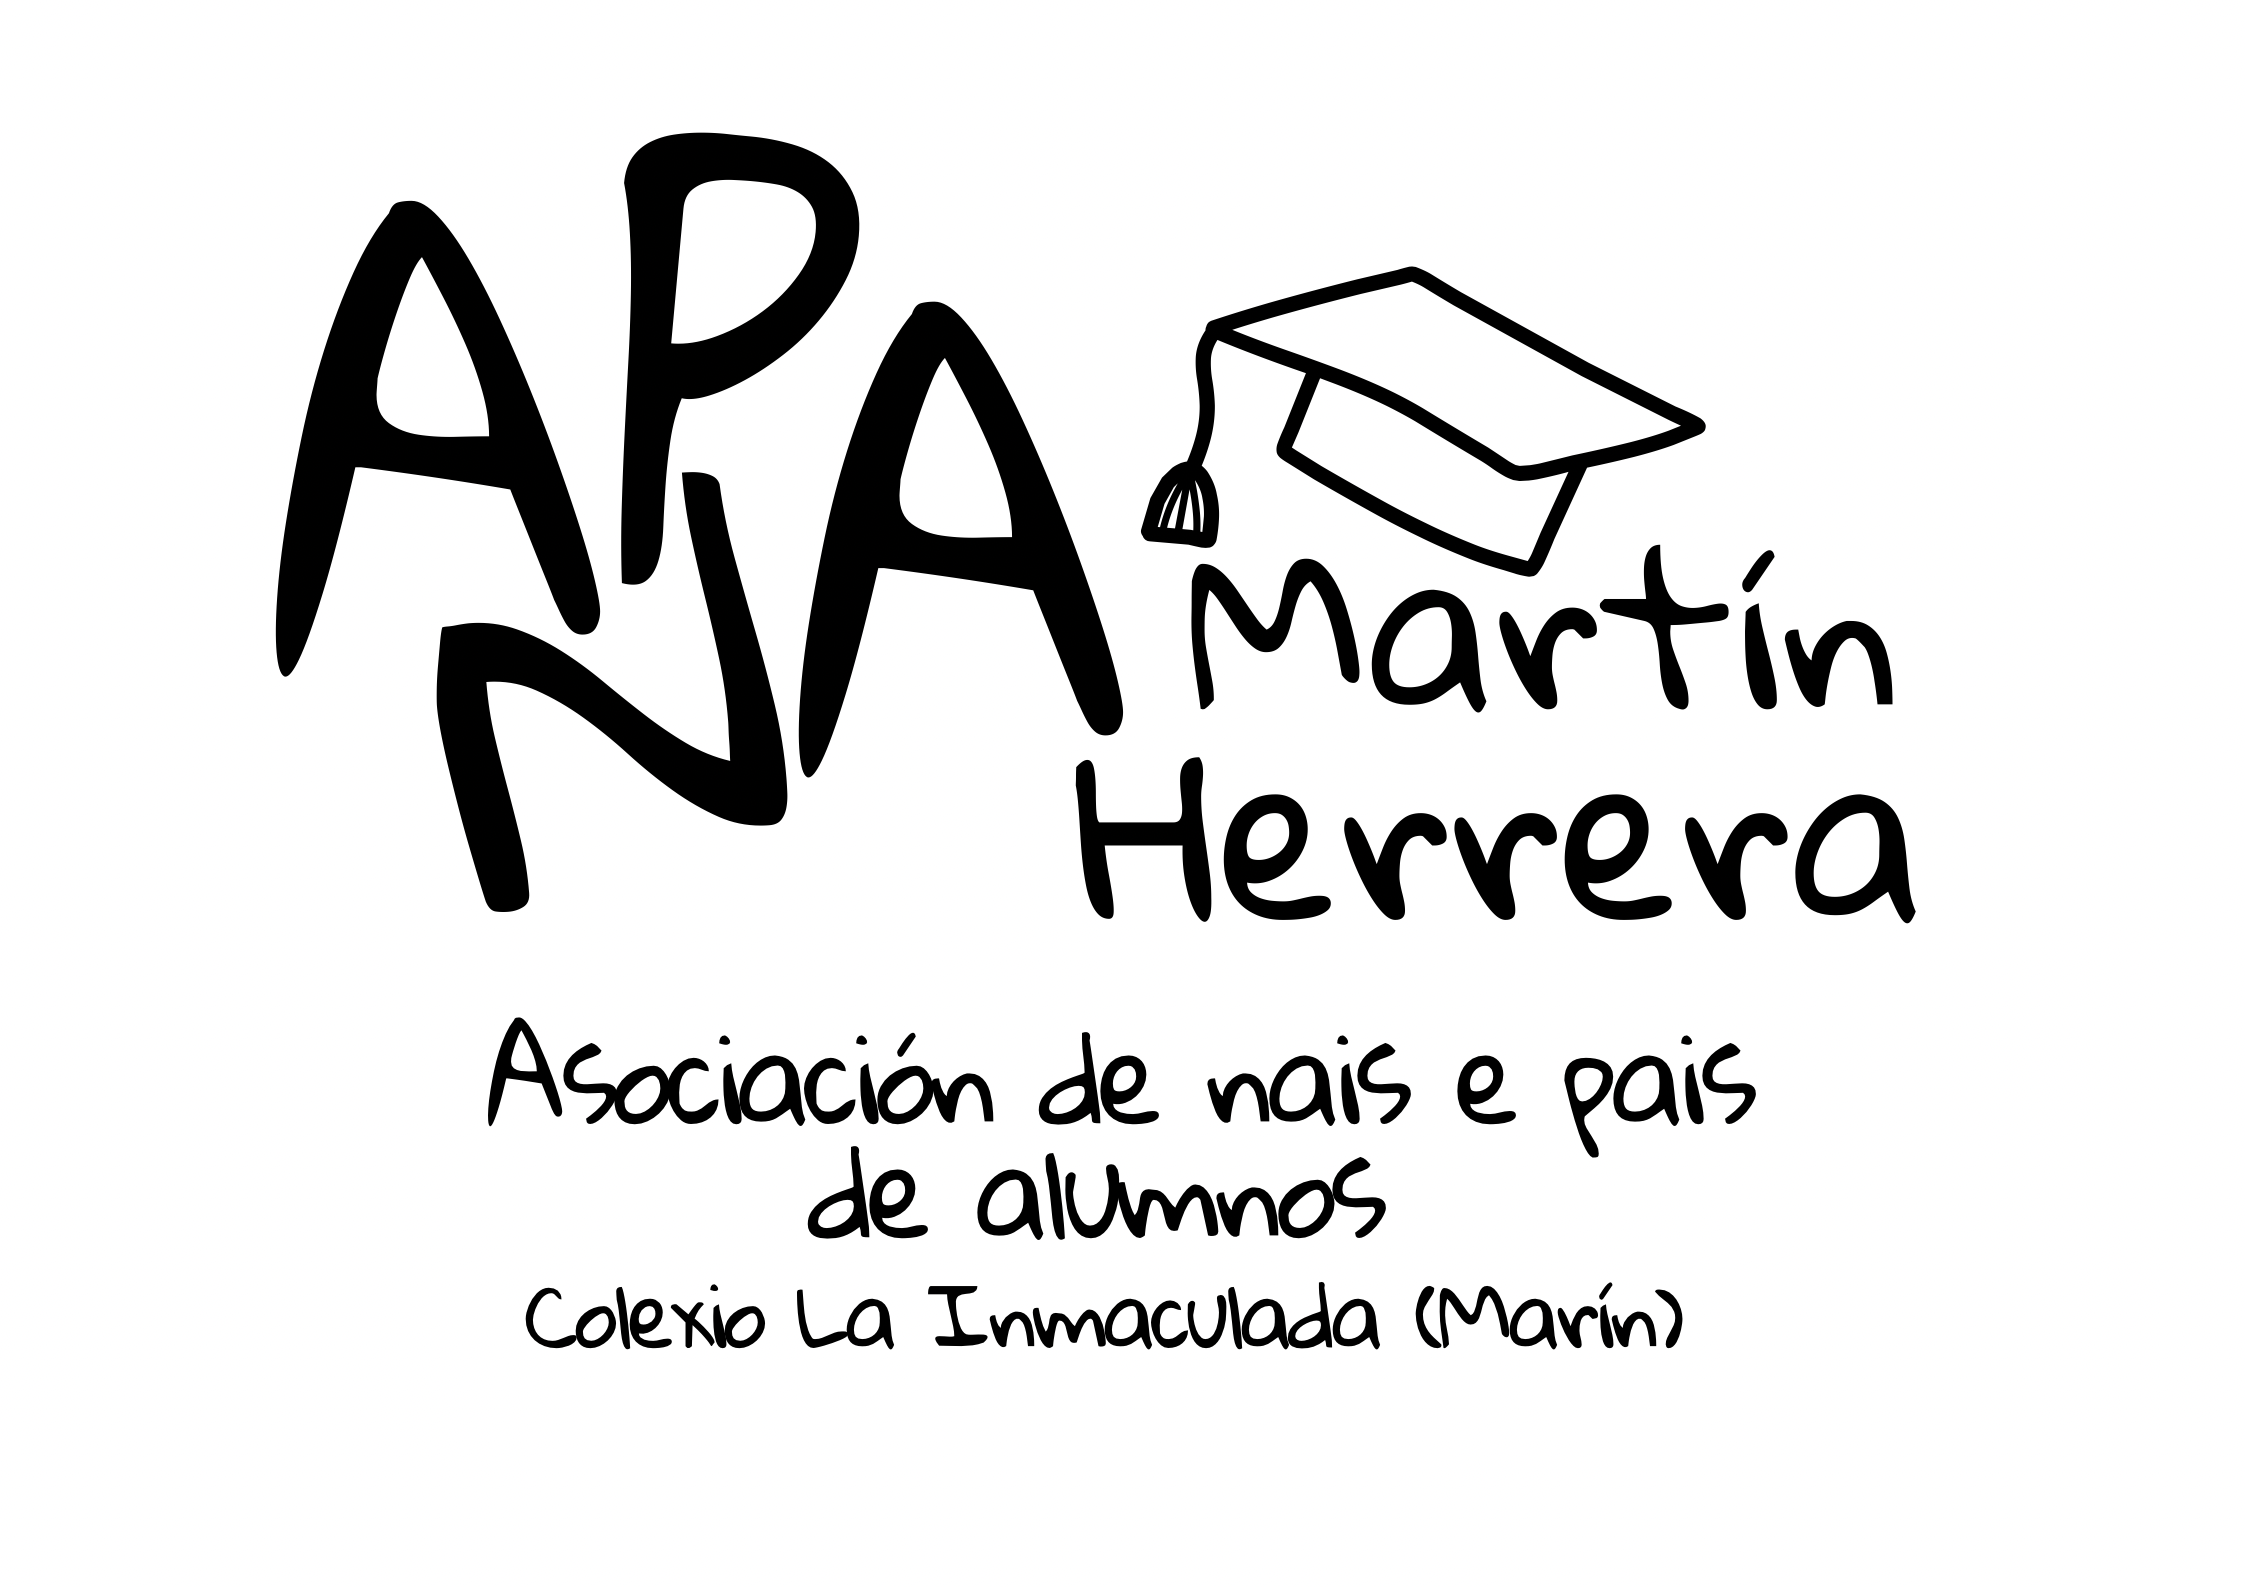 ANPA
Martín
Herrera
Asociación de nais e pais
de alumnos
Colexio La Inmaculada (Marín)